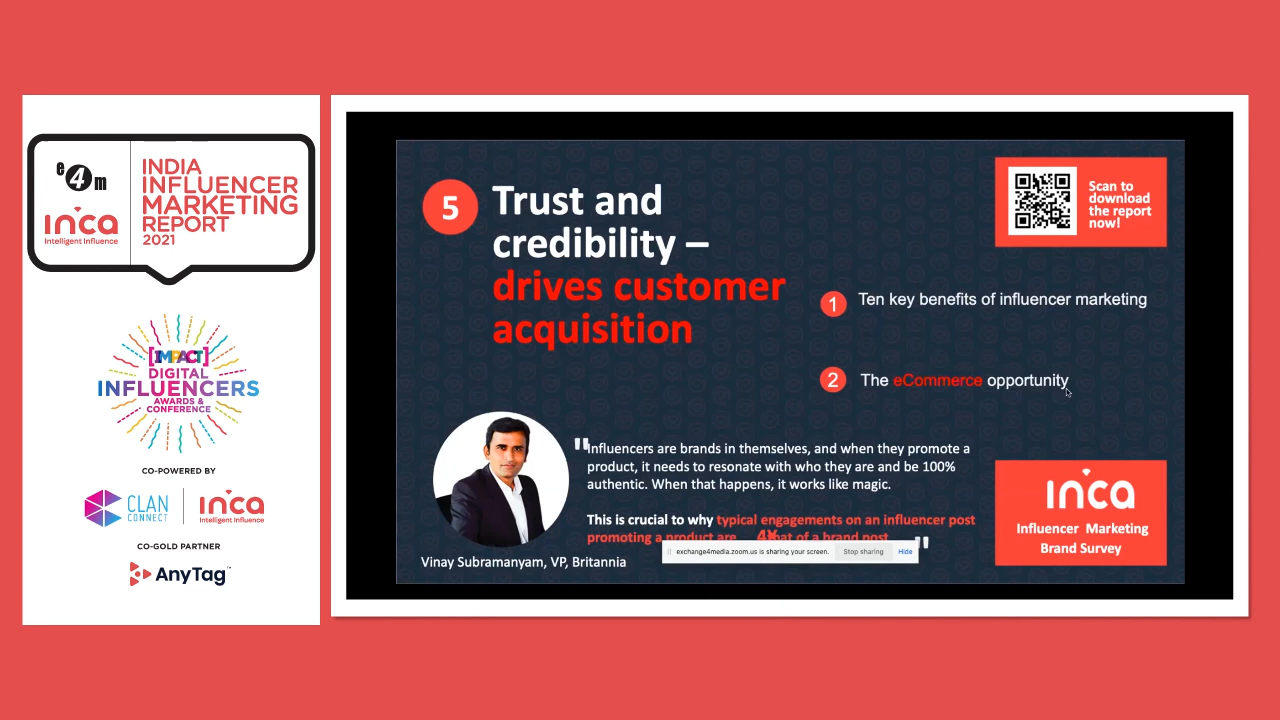 e4m
inca
Intelligent Influence
INDIA
INFLUENCER
MARKETING
REPORT
2021
[IMPACT]
DIGITAL
INFLUENCERS
AWARDS &
CONFERENCE
CO-POWERED BY
CLAN
CONNECT
inca
Intelligent Influence
CO-GOLD PARTNER
AnyTag™
5
Trust and
credibility –
drives customer
acquisition
Scan to
download
the report
now!
1 Ten key benefits of influencer marketing
2 The eCommerce opportunity
"Influencers are brands in themselves, and when they promote a
product, it needs to resonate with who they are and be 100%
authentic. When that happens, it works like magic.
This is crucial to why typical engagements on an influencer post
promoting a product are 4X that of a brand post "
exchange4media.zoom.us is sharing your screen. Stop sharing Hide
Vinay Subramanyam, VP, Britannia
inca
Influencer Marketing
Brand Survey